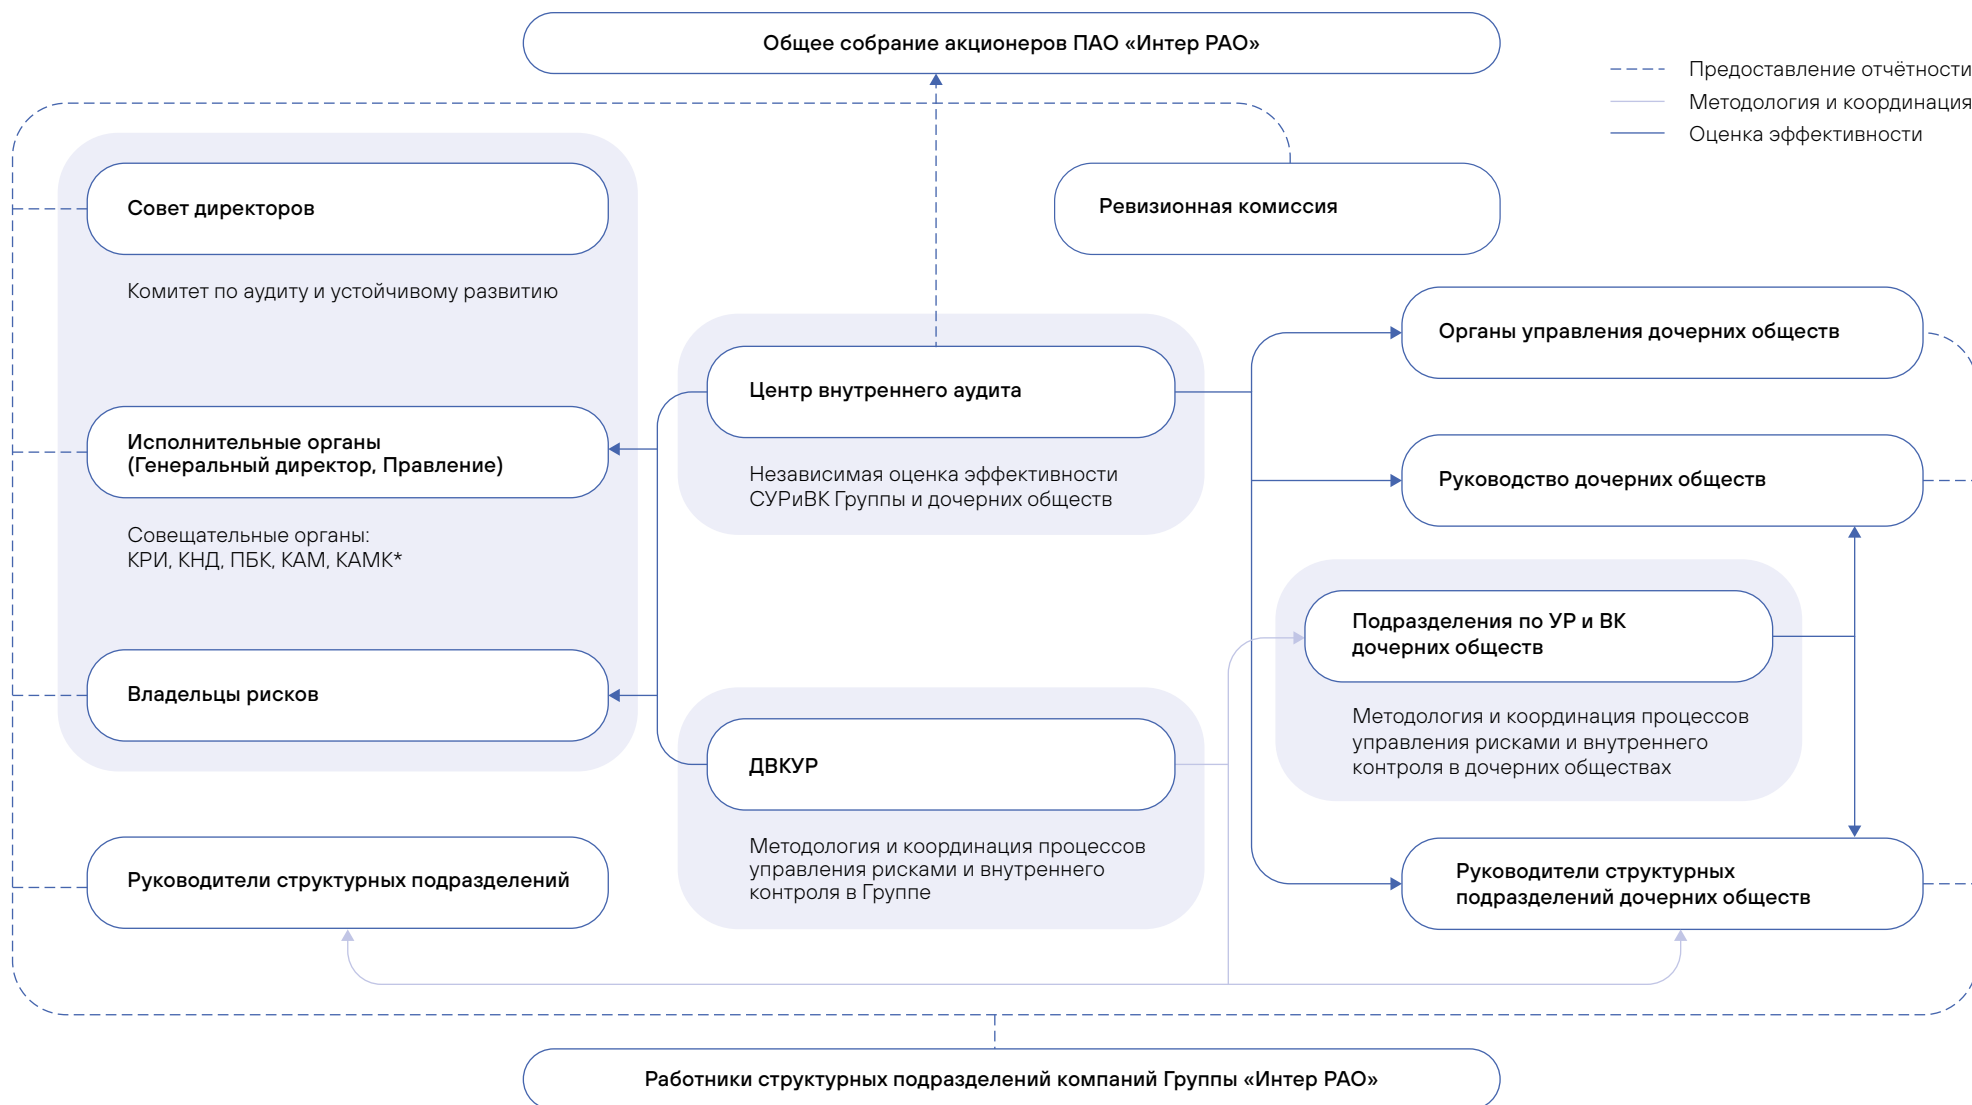 Общее собрание акционеров ПАО «Интер РАО»
Предоставление отчётности
Методология и координация
Оценка эффективности
Совет директоров
Комитет по аудиту и устойчивому развитию
Ревизионная комиссия
Исполнительные органы
(Генеральный директор, Правление)
Совещательные органы:
КРИ, КНД, ПБК, КАМ, КАМК*
Владельцы рисков
Руководители структурных подразделений
Центр внутреннего аудита
Независимая оценка эффективности
СУРиВК Группы и дочерних обществ
ДВКУР
Методология и координация процессов
управления рисками и внутреннего
контроля в Группе
Органы управления дочерних обществ
Руководство дочерних обществ
Подразделения по УР и ВК
дочерних обществ
Методология и координация процессов
управления рисками и внутреннего
контроля в дочерних обществах
Руководители структурных
подразделений дочерних обществ
Работники структурных подразделений компаний Группы «Интер РАО»